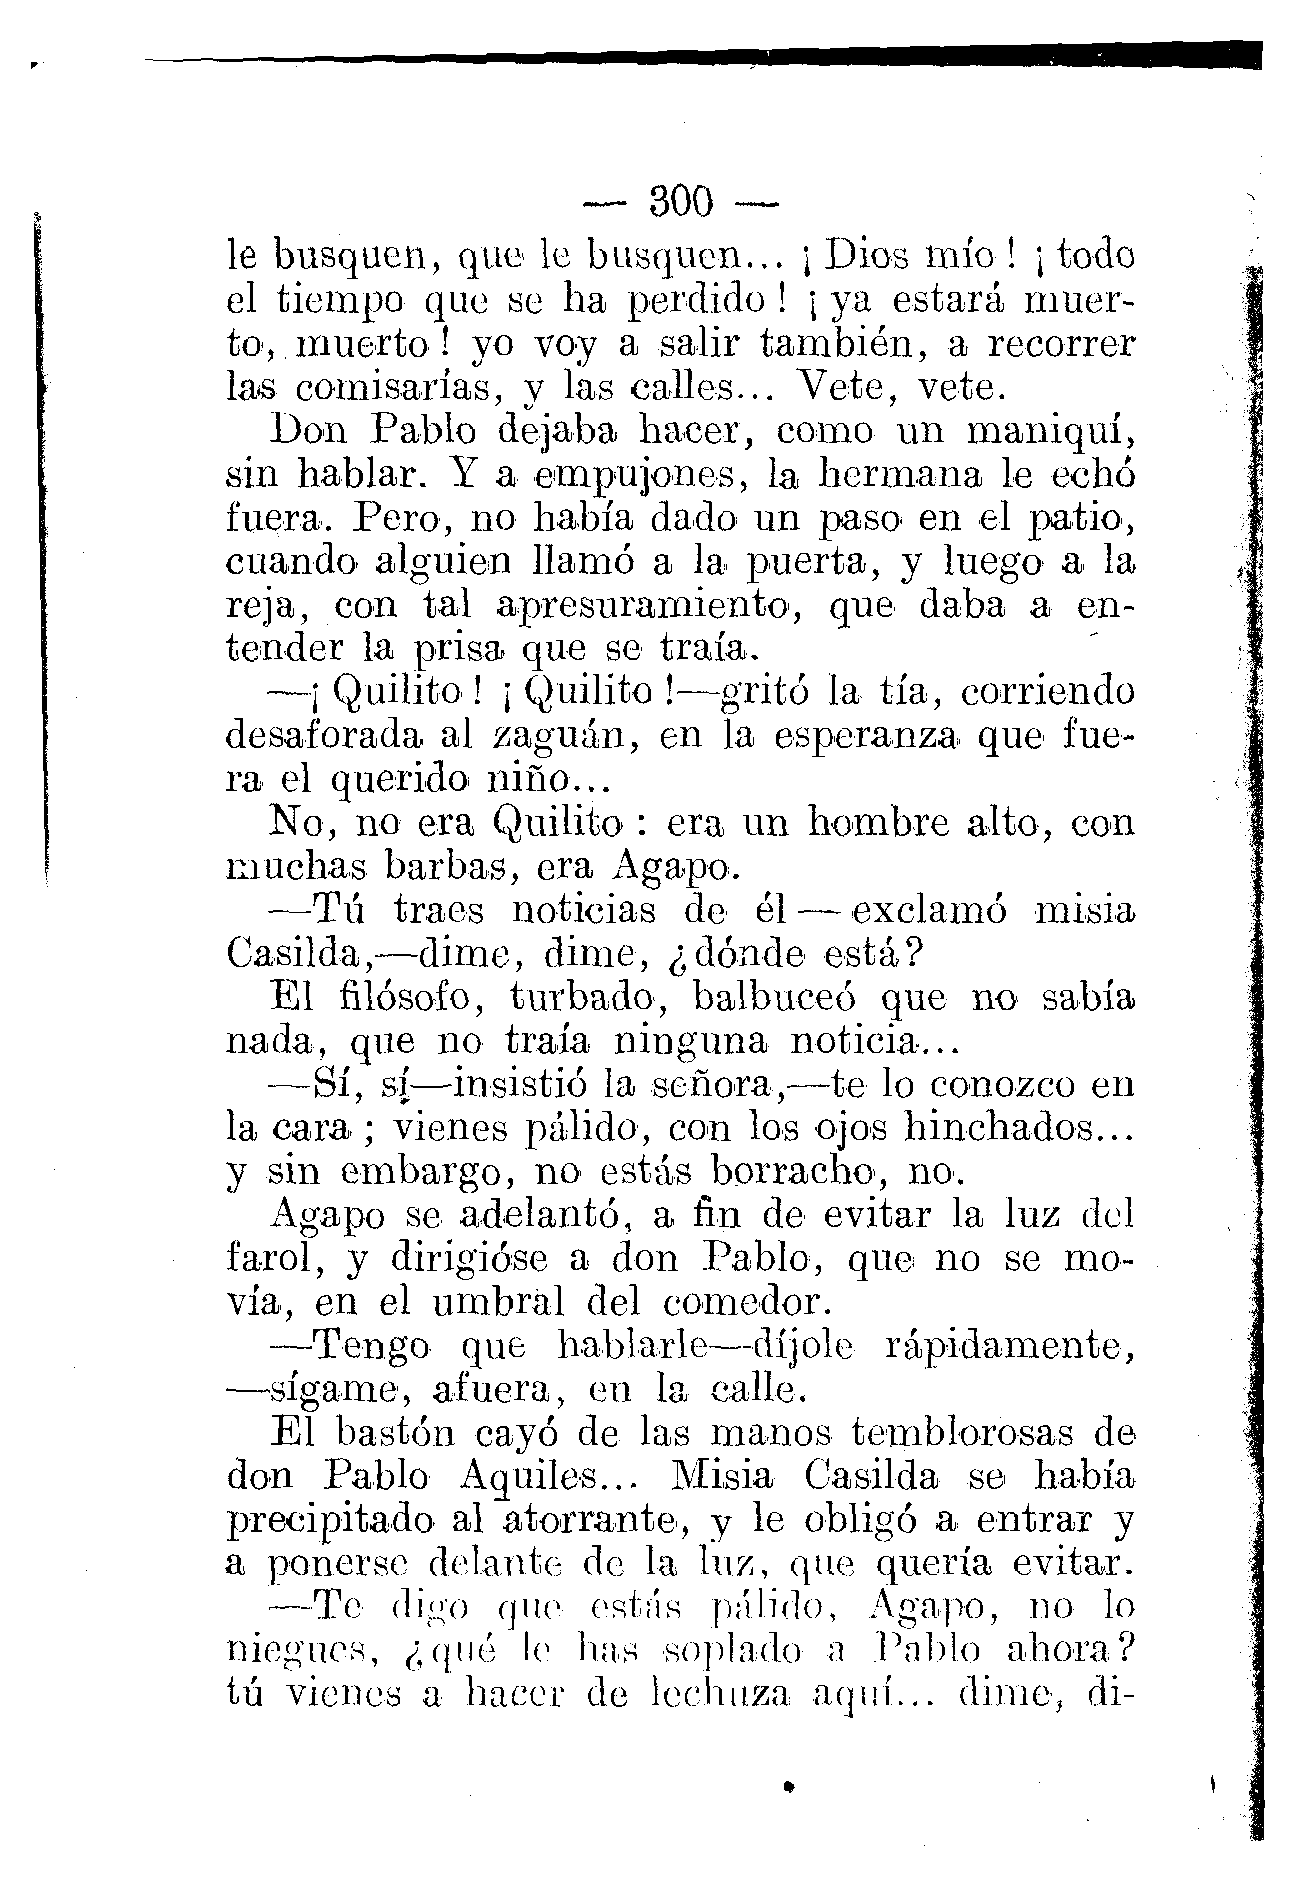 — 300 —
le busquen, que le busquen... ¡ Dios mío ! ¡ todo
el tiempo que se ha perdido ! ¡ ya estará muer-
to, muerto ! yo voy a salir también, a recorrer
las comisarías, y las calles... Vete, vete.
Don Pablo dejaba hacer, como un maniquí,
sin hablar. Y a empujones, la hermana le echó
fuera. Pero, no había dado un paso en el patio,
cuando alguien llamó a la puerta, y luego a la
reja, con tal apresuramiento, que daba a en-
tender la prisa que se traía.
—¡ Quilito ! ¡ Quilito !—gritó la tía, corriendo
desaforada al zaguán, en la esperanza que fue-
ra el querido niño...
No, no era Quilito : era un hombre alto, con
muchas barbas, era Agapo.
—Tú traes noticias de él — exclamó misia
Casilda,—dime, dime, ¿dónde está?
El filósofo, turbado, balbuceó que no sabía
nada, que no traía ninguna noticia...
—Sí, sí—insistió la señora,—te lo conozco en
la cara ; vienes pálido, con los ojos hinchados...
y sin embargo, no estás borracho, no.
Agapo se adelantó, a fin de evitar la luz del
farol, y dirigióse a don Pablo, que no se mo-
vía, en el umbral del comedor.
—Tengo que hablarle—díjole rápidamente,
—sígame, afuera, en la calle.
El bastón cayó de las manos temblorosas de
don Pablo Aquiles... Misia Casilda se había
precipitado al atorrante, y le obligó a entrar y
a ponerse delante de la luz, que quería evitar.
—Te digo que estás pálido, Agapo, no lo
niegues, ¿qué le has soplado a Pablo ahora?
tú vienes a hacer de lechuza aquí... dime, di-